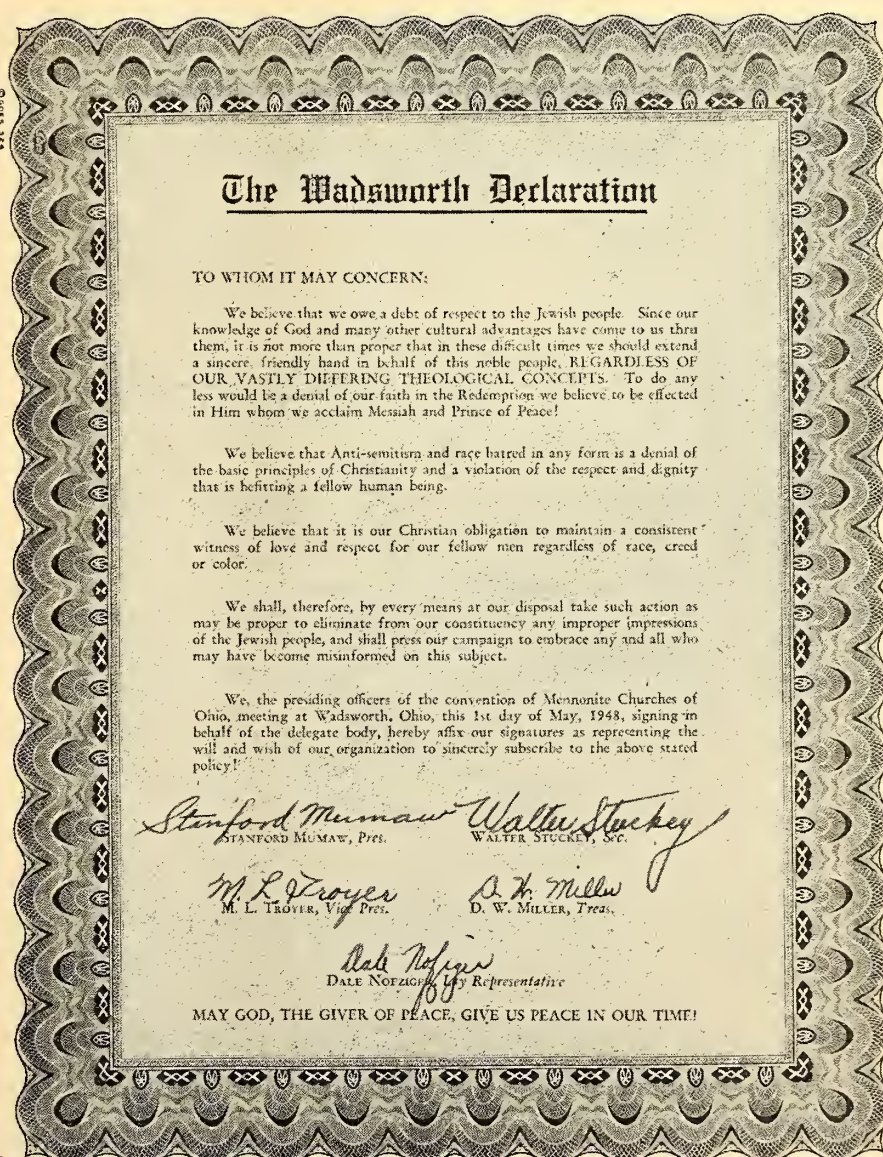 The Wadsworth Declaration
TO WHOM IT MAY CONCERN:
We believe that we owe a debt of respect to the Jewish people. Since our
knowledge of God and many other cultural advantages have come to us thru
them, it is not more than proper that in these difficult times we should extend
a sincere, friendly hand in behalf of this noble people, REGARDLESS OF
OUR VASTLY DIFFERING THEOLOGICAL CONCEPTS. To do any
less would be a denial of our faith in the Redemption we believe to be effected
in Him whom we acclaim Messiah and Prince of Peace!
We believe that Anti-semitism and race hatred in any form is a denial of
the basic principles of Christianity and a violation of the respect and dignity
that is befitting a fellow human being.
We believe that it is our Christian obligation to maintain a consistent
witness of love and respect for our fellow men regardless of race, creed
or color.
We shall, therefore, by every means at our disposal take such action as
may be proper to eliminate from our constituency any improper impressions
of the Jewish people, and shall press our campaign to embrace any and all who
may have become misinformed on this subject.
We, the presiding officers of the convention of Mennonite Churches of
Ohio, meeting at Wadsworth, Ohio, this 1st day of May, 1948, signing in
behalf of the delegate body, hereby affix our signatures as representing the
will and wish of our organization to sincerely subscribe to the above stated
policy!
Stanford Mumaw Walter Stuckey
STANFORD MUMAW, Pres. WALTER STUCKEY, Sec.
M. L. Troyer D. W. Miller
M. L. TROYER, Vice Pres. D. W. MILLER, Treas.
Dale Nofziger
DALE NOFZIGER, Lay Representative
MAY GOD, THE GIVER OF PEACE, GIVE US PEACE IN OUR TIME!